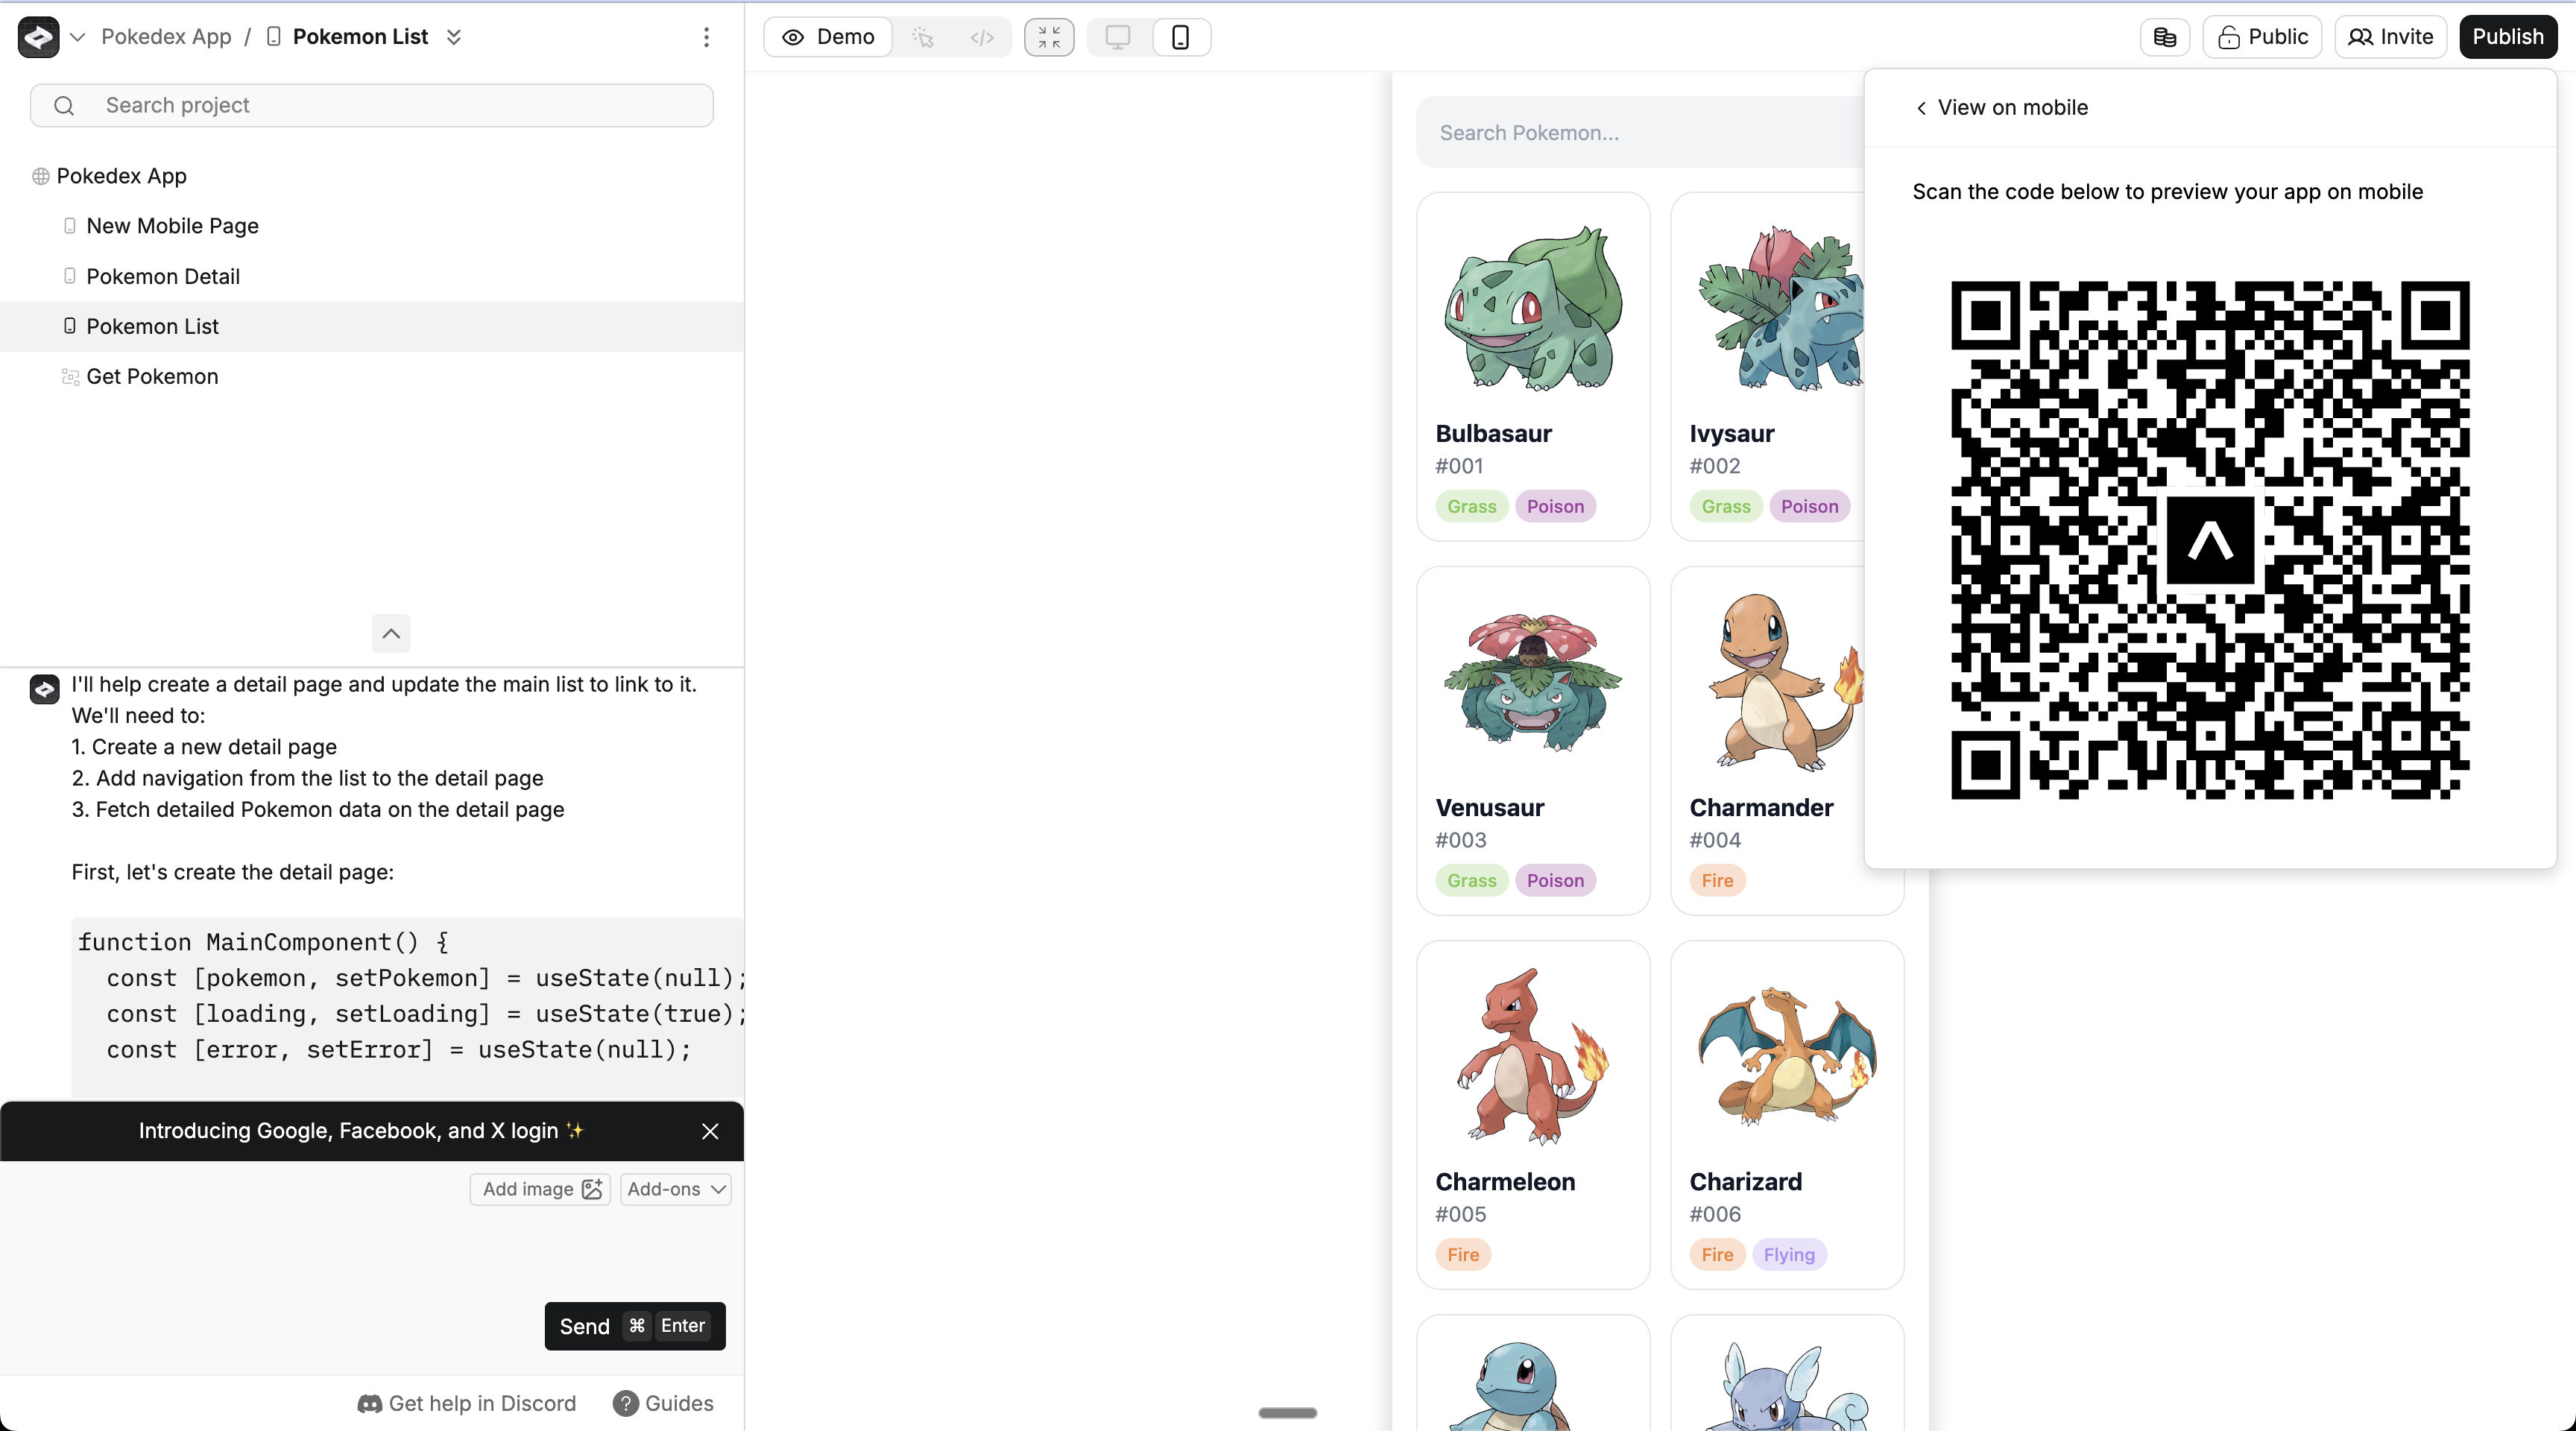 Pokedex App / Pokemon List
Search project
Pokedex App
New Mobile Page
Pokemon Detail
Pokemon List
Get Pokemon
I'll help create a detail page and update the main list to link to it.
We'll need to:
1. Create a new detail page
2. Add navigation from the list to the detail page
3. Fetch detailed Pokemon data on the detail page
First, let's create the detail page:
function MainComponent() {
const [pokemon, setPokemon] = useState(null);
const [loading, setLoading] = useState(true);
const [error, setError] = useState(null);
Introducing Google, Facebook, and X login ✨
Add image
Add-ons
Send ⌘ Enter
Get help in Discord
? Guides
Demo
</>
Public
Invite
Publish
Search Pokemon...
Bulbasaur
#001
Grass Poison
Ivysaur
#002
Grass Poison
Venusaur
#003
Grass Poison
Charmander
#004
Fire
Charmeleon
#005
Fire
Charizard
#006
Fire Flying
View on mobile
Scan the code below to preview your app on mobile